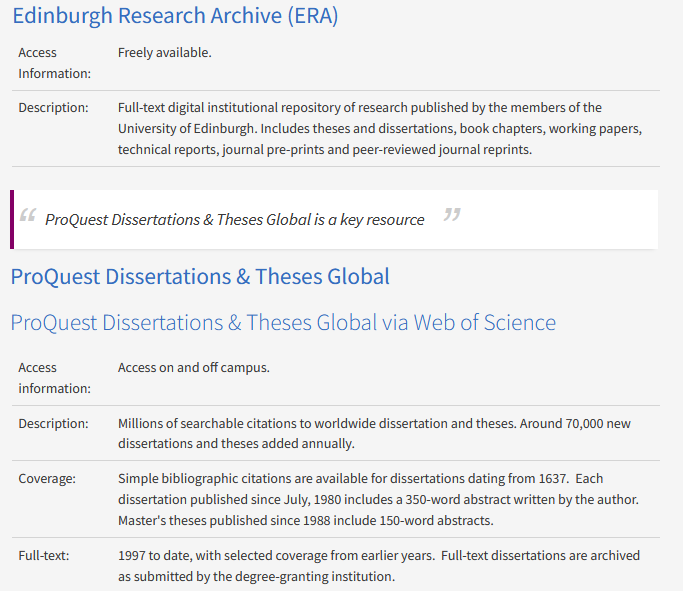 Edinburgh Research Archive (ERA)
Access Freely available.
Information:
Description: Full-text digital institutional repository of research published by the members of the
University of Edinburgh. Includes theses and dissertations, book chapters, working papers,
technical reports, journal pre-prints and peer-reviewed journal reprints.
“ ProQuest Dissertations & Theses Global is a key resource ”
ProQuest Dissertations & Theses Global
ProQuest Dissertations & Theses Global via Web of Science
Access Access on and off campus.
information:
Description: Millions of searchable citations to worldwide dissertation and theses. Around 70,000 new
dissertations and theses added annually.
Coverage: Simple bibliographic citations are available for dissertations dating from 1637. Each
dissertation published since July, 1980 includes a 350-word abstract written by the author.
Master's theses published since 1988 include 150-word abstracts.
Full-text: 1997 to date, with selected coverage from earlier years. Full-text dissertations are archived
as submitted by the degree-granting institution.